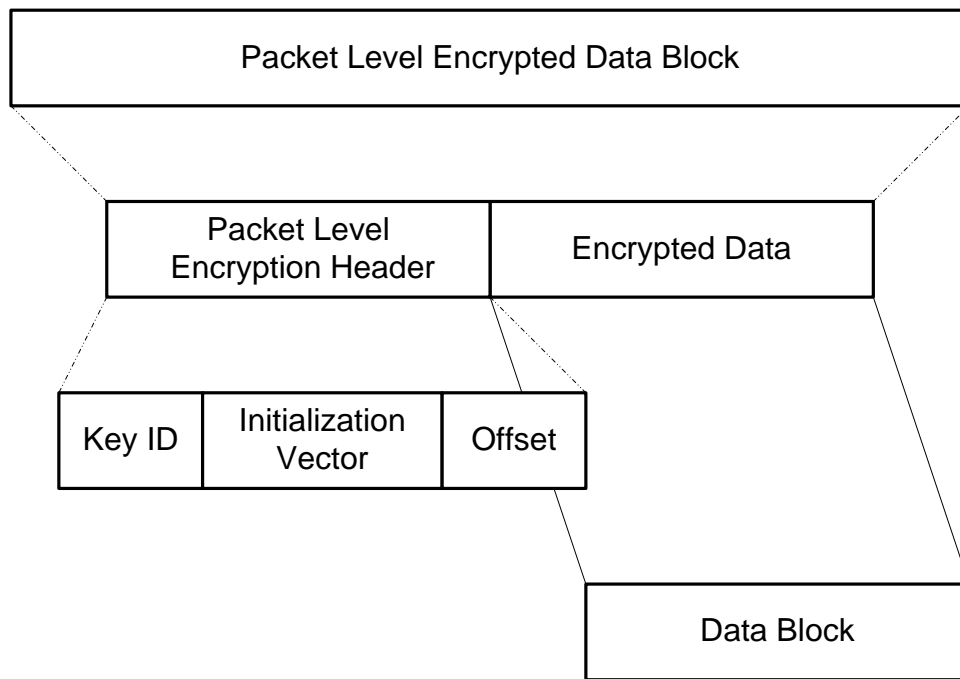 Packet Level Encrypted Data Block
Packet Level
Encryption Header
Encrypted Data
Key ID
Initialization
Vector
Offset
Data Block